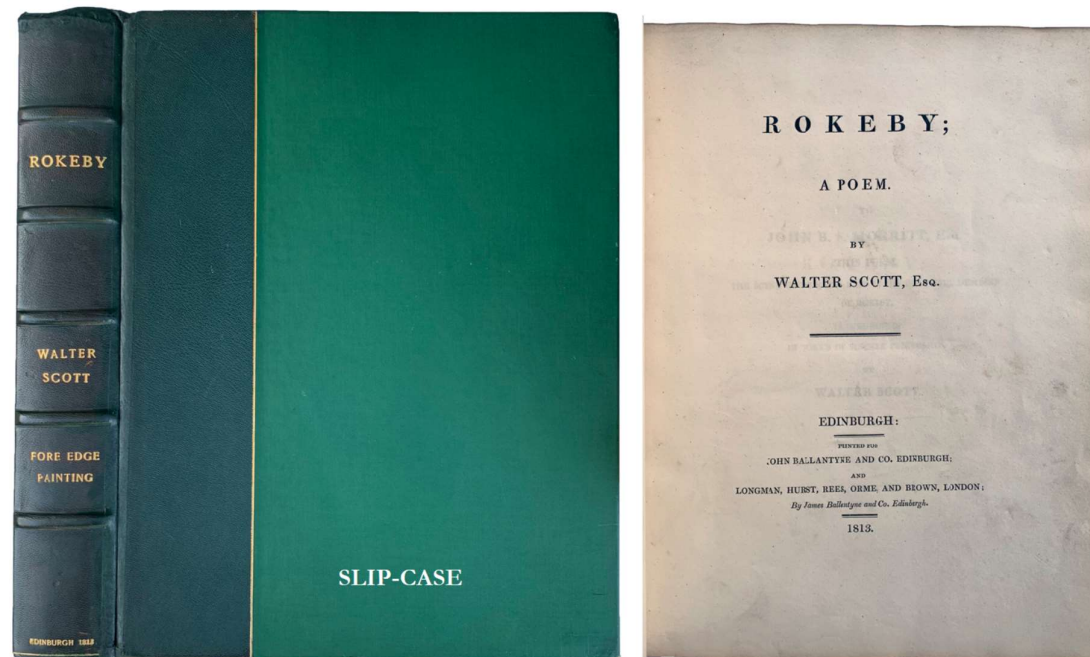 ROKEBY
WALTER
SCOTT
FORE EDGE
PAINTING
EDINBURGH 1813
SLIP-CASE
ROKEBY;
A POEM.
BY
WALTER SCOTT, Esq.
EDINBURGH:
PRINTED FOR
JOHN BALLANTYNE AND CO. EDINBURGH;
AND
LONGMAN, HURST, REES, ORME, AND BROWN, LONDON;
By James Ballantyne and Co. Edinburgh.
1813.